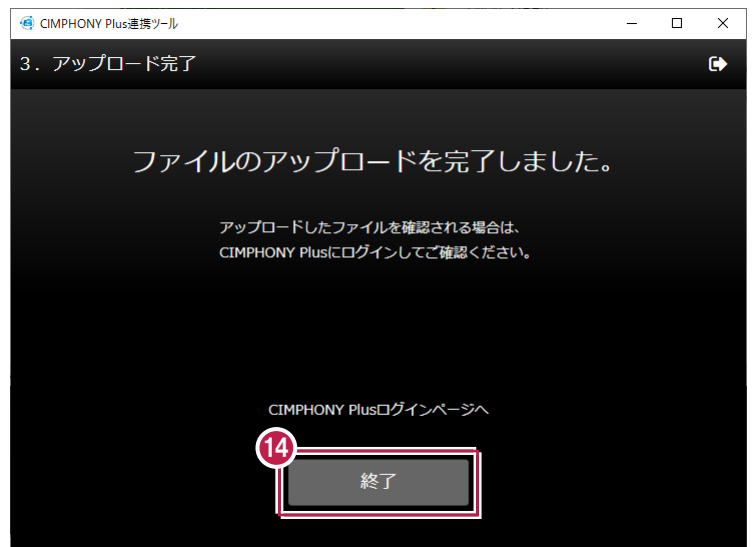 CIMPHONY Plus連携ツール
3．アップロード完了
ファイルのアップロードを完了しました。
アップロードしたファイルを確認される場合は、
CIMPHONY Plusにログインしてご確認ください。
CIMPHONY Plusログインページへ
14
終了